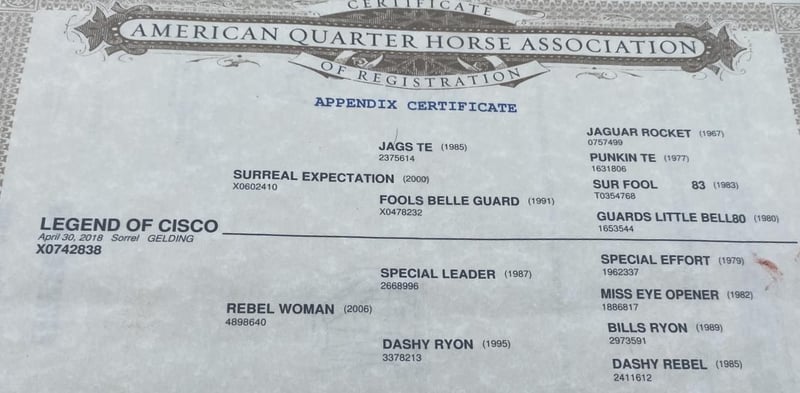 CERTIFICATE
AMERICAN QUARTER HORSE ASSOCIATION
OF REGISTRATION
APPENDIX CERTIFICATE
LEGEND OF CISCO
April 30, 2018 Sorrel GELDING
X0742838
SURREAL EXPECTATION (2000)
X0602410
REBEL WOMAN (2006)
4898640
JAGS TE (1985)
2375614
FOOLS BELLE GUARD (1991)
X0478232
SPECIAL LEADER (1987)
2668996
DASHY RYON (1995)
3378213
JAGUAR ROCKET (1967)
0757499
PUNKIN TE (1977)
1631806
SUR FOOL 83 (1983)
T0354768
GUARDS LITTLE BELL80 (1980)
1653544
SPECIAL EFFORT (1979)
1962337
MISS EYE OPENER (1982)
1886817
BILLS RYON (1989)
2973591
DASHY REBEL (1985)
2411612